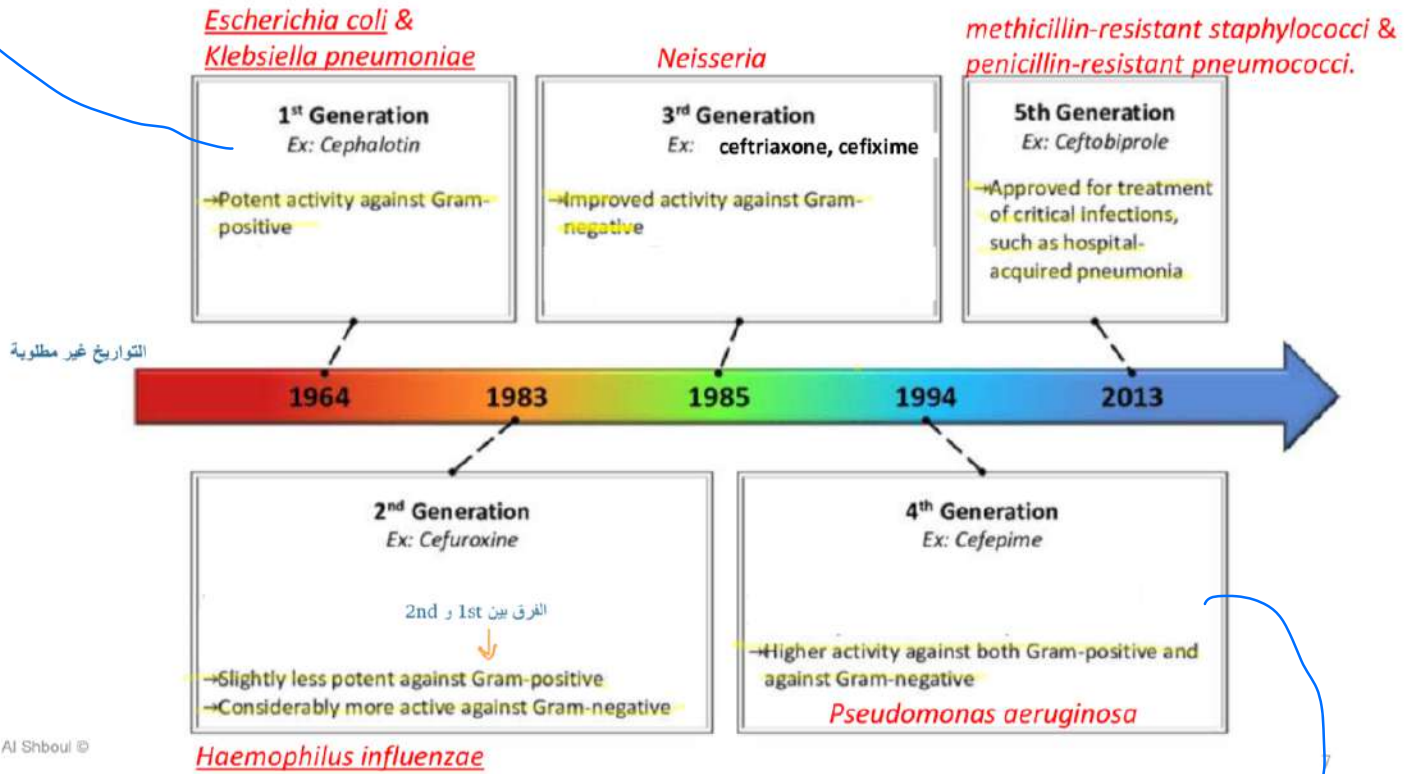 Escherichia coli &
Klebsiella pneumoniae
1st Generation
Ex: Cephalotin
→Potent activity against Gram-
positive
Neisseria
3rd Generation
Ex: ceftriaxone, cefixime
→Improved activity against Gram-
negative
methicillin-resistant staphylococci &
penicillin-resistant pneumococci.
5th Generation
Ex: Ceftobiprole
→Approved for treatment
of critical infections,
such as hospital-
acquired pneumonia
التواريخ غير مطلوبة
1964 1983 1985 1994 2013
2nd Generation
Ex: Cefuroxine
الفرق بين 1st و 2nd
→Slightly less potent against Gram-positive
→Considerably more active against Gram-negative
Haemophilus influenzae
4th Generation
Ex: Cefepime
→Higher activity against both Gram-positive and
against Gram-negative
Pseudomonas aeruginosa
Al Shboul ©
7